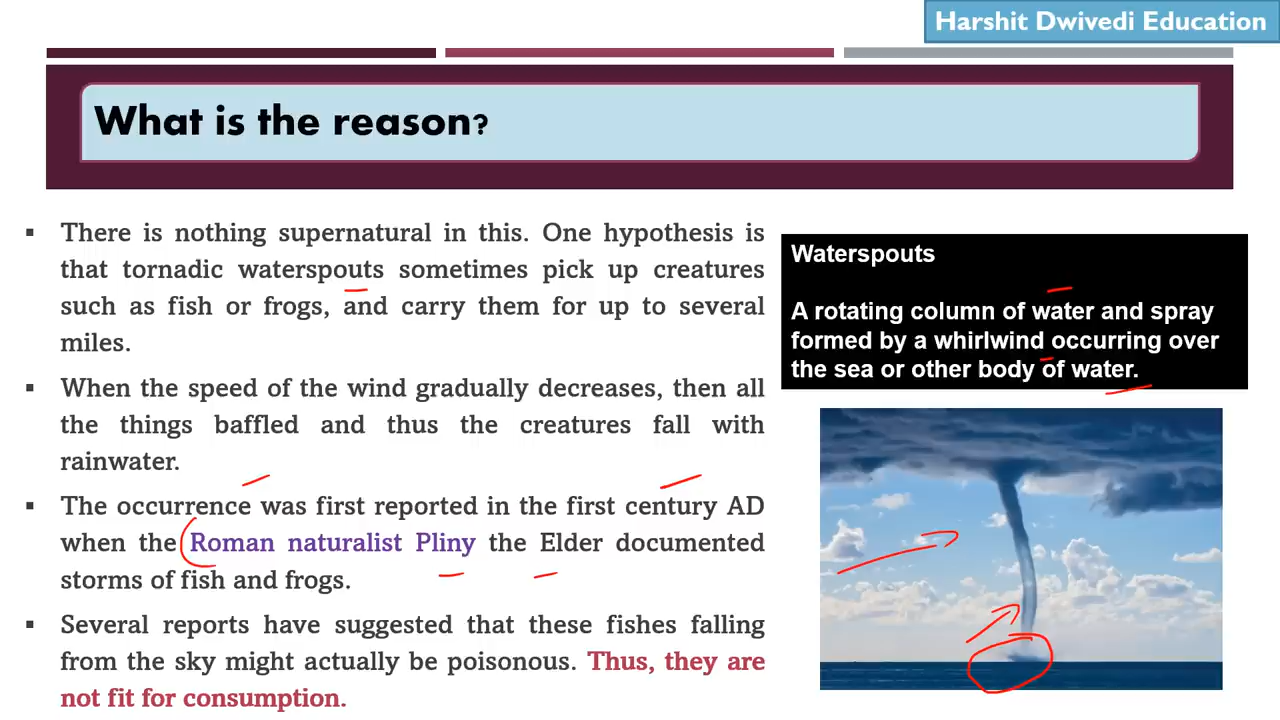 Harshit Dwivedi Education
What is the reason?
▪ There is nothing supernatural in this. One hypothesis is
that tornadic waterspouts sometimes pick up creatures
such as fish or frogs, and carry them for up to several
miles.
▪ When the speed of the wind gradually decreases, then all
the things baffled and thus the creatures fall with
rainwater.
▪ The occurrence was first reported in the first century AD
when the Roman naturalist Pliny the Elder documented
storms of fish and frogs.
▪ Several reports have suggested that these fishes falling
from the sky might actually be poisonous. Thus, they are
not fit for consumption.
Waterspouts
A rotating column of water and spray
formed by a whirlwind occurring over
the sea or other body of water.